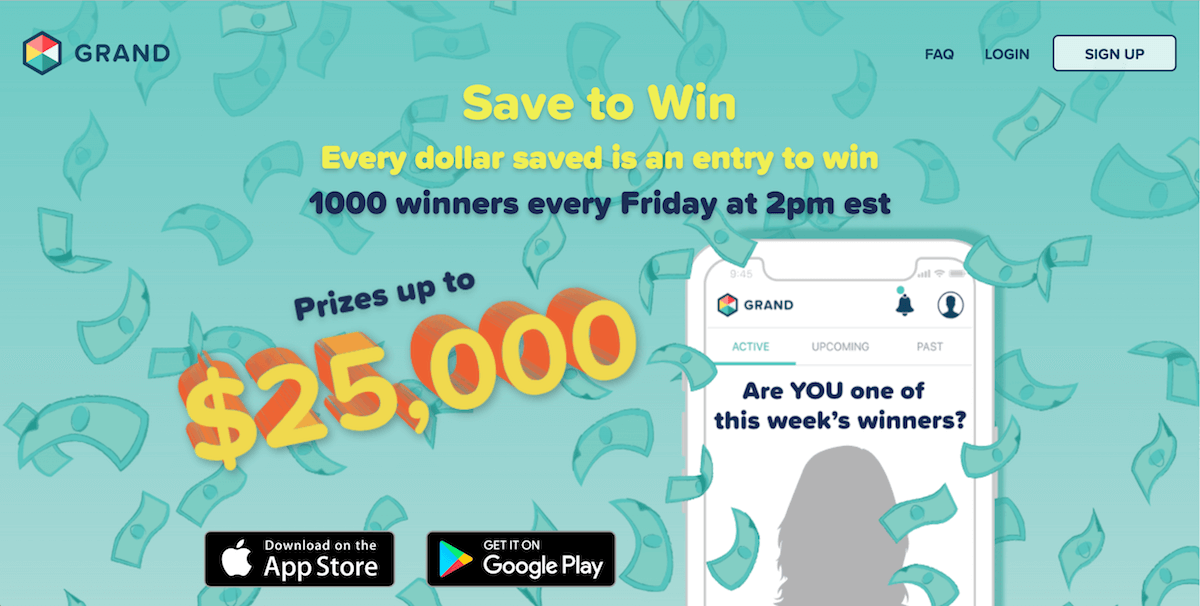 GRAND
FAQ
LOGIN
SIGN UP
Save to Win
Every dollar saved is an entry to win
1000 winners every Friday at 2pm est
Prizes up to
$25,000
9:45
GRAND
ACTIVE
UPCOMING
PAST
Are YOU one of
this week's winners?
Download on the
App Store
GET IT ON
Google Play